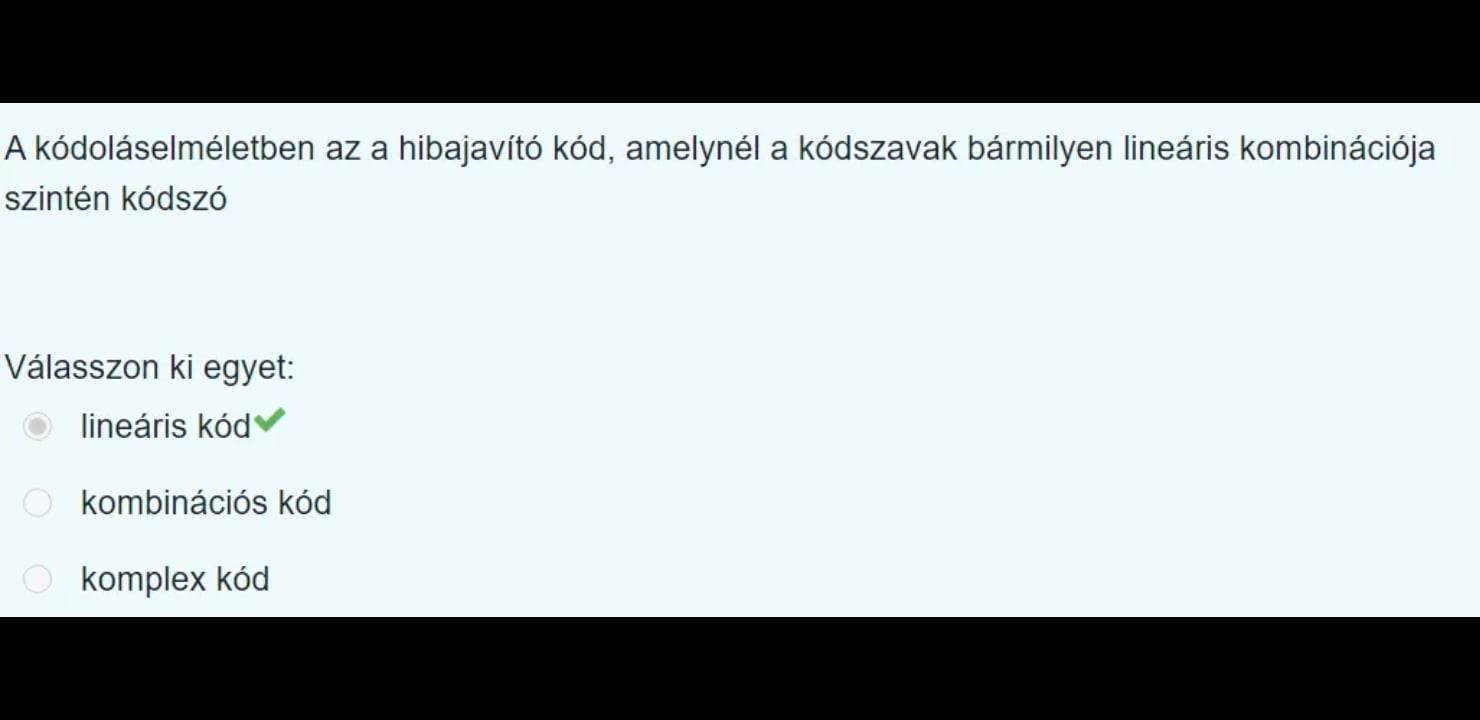 A kódoláselméletben az a hibajavító kód, amelynél a kódszavak bármilyen lineáris kombinációja
szintén kódszó
Válasszon ki egyet:
lineáris kód
kombinációs kód
komplex kód